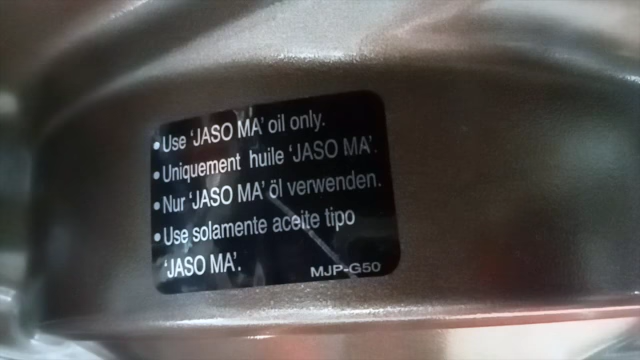 •Use 'JASO MA' oil only.
•Uniquement huile 'JASO MA'.
•Nur 'JASO MA' öl verwenden.
•Use solamente aceite tipo
'JASO MA'.
MJP-G50